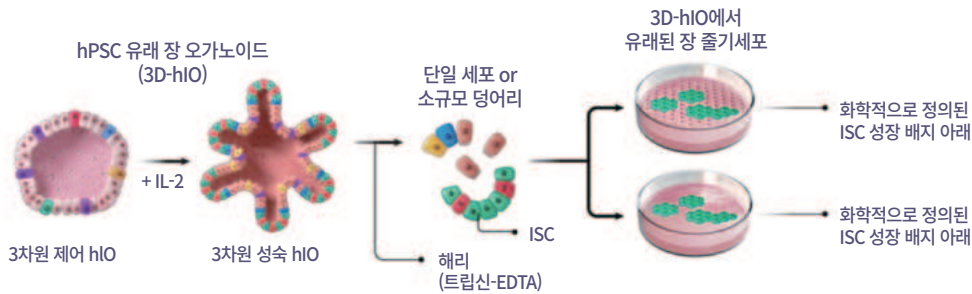 hPSC 유래 장 오가노이드
(3D-hIO)
3차원 제어 hIO
+ IL-2
3차원 성숙 hIO
단일 세포 or
소규모 덩어리
ISC
해리
(트립신-EDTA)
3D-hIO에서
유래된 장 줄기세포
화학적으로 정의된
ISC 성장 배지 아래
화학적으로 정의된
ISC 성장 배지 아래